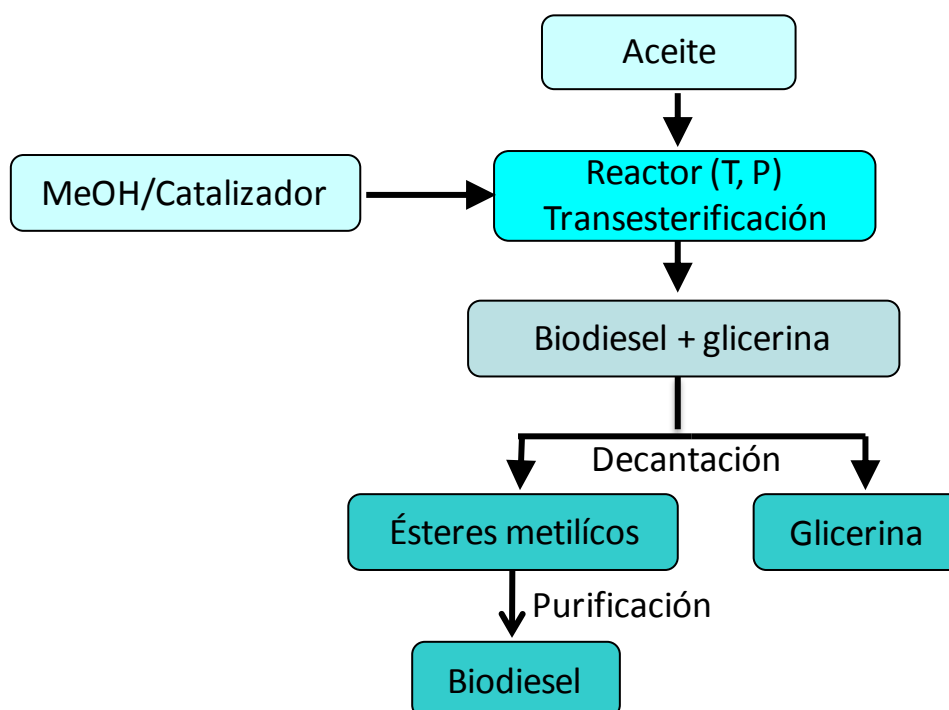 Aceite
MeOH/Catalizador
Reactor (T, P)
Transesterificación
Biodiesel + glicerina
Decantación
Ésteres metilícos
Glicerina
Purificación
Biodiesel